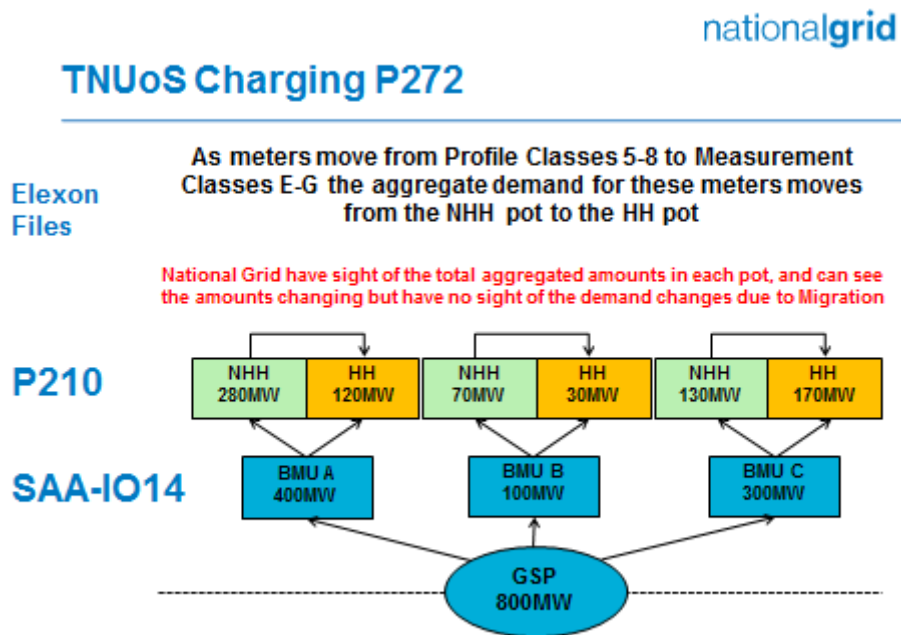 nationalgrid
TNUoS Charging P272
As meters move from Profile Classes 5-8 to Measurement
Classes E-G the aggregate demand for these meters moves
from the NHH pot to the HH pot
Elexon
Files
National Grid have sight of the total aggregated amounts in each pot, and can see
the amounts changing but have no sight of the demand changes due to Migration
P210
NHH
280MW
HH
120MW
NHH
70MW
HH
30MW
NHH
130MW
HH
170MW
SAA-IO14
BMU A
400MW
BMU B
100MW
BMU C
300MW
GSP
800MW